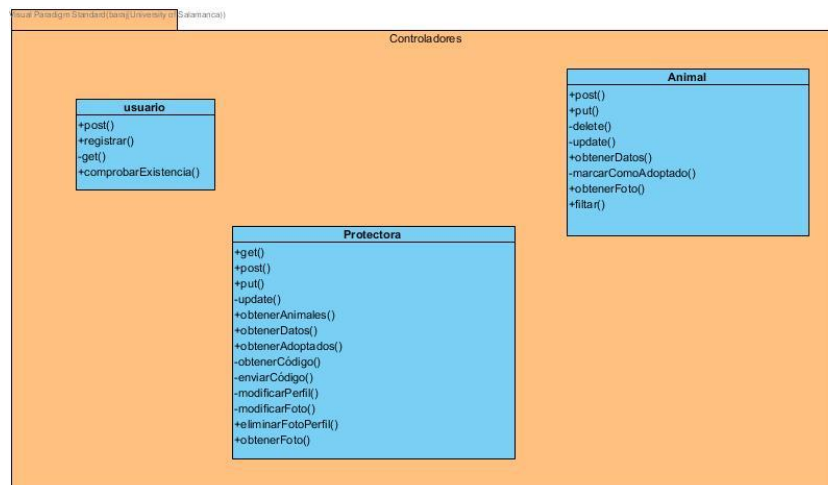 Visual Paradigm Standard(baraj(University of Salamanca))
Controladores
usuario
+post()
+registrar()
-get()
+comprobarExistencia()
Animal
+post()
+put()
-delete()
-update()
+obtenerDatos()
-marcarComoAdoptado()
+obtenerFoto()
+filtar()
Protectora
+get()
+post()
+put()
-update()
+obtenerAnimales()
+obtenerDatos()
+obtenerAdoptados()
-obtenerCódigo()
-enviarCódigo()
-modificarPerfil()
-modificarFoto()
+eliminarFotoPerfil()
+obtenerFoto()